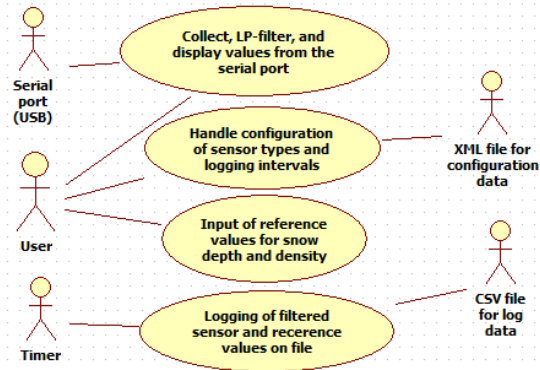 Collect, LP-filter, and
display values from the
serial port
Serial
port
(USB)
Handle configuration
of sensor types and
logging intervals
XML file for
configuration
data
User
Input of reference
values for snow
depth and density
CSV file
for log
data
Logging of filtered
sensor and recerence
values on file
Timer